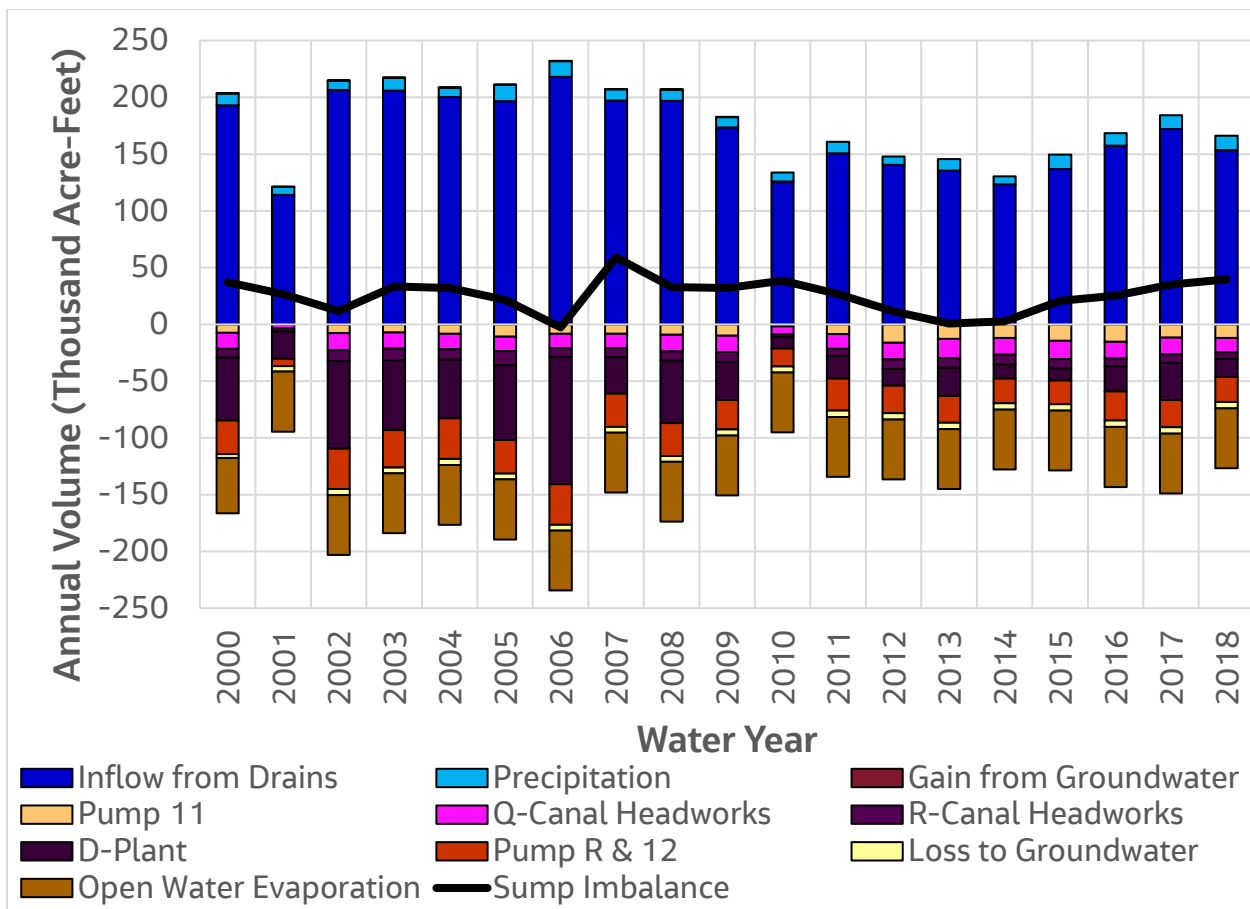 Annual Volume (Thousand Acre-Feet)
250
200
150
100
50
0
-50
-100
-150
-200
-250
2000 2001 2002 2003 2004 2005 2006 2007 2008 2009 2010 2011 2012 2013 2014 2015 2016 2017 2018
Water Year
Inflow from Drains Precipitation Gain from Groundwater
Pump 11 Q-Canal Headworks R-Canal Headworks
D-Plant Pump R & 12 Loss to Groundwater
Open Water Evaporation Sump Imbalance